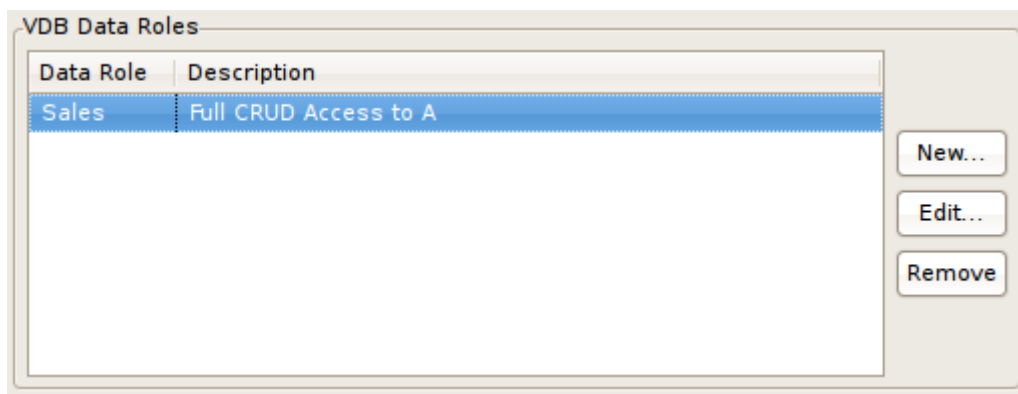 VDB Data Roles
Data Role Description
Sales Full CRUD Access to A
New...
Edit...
Remove